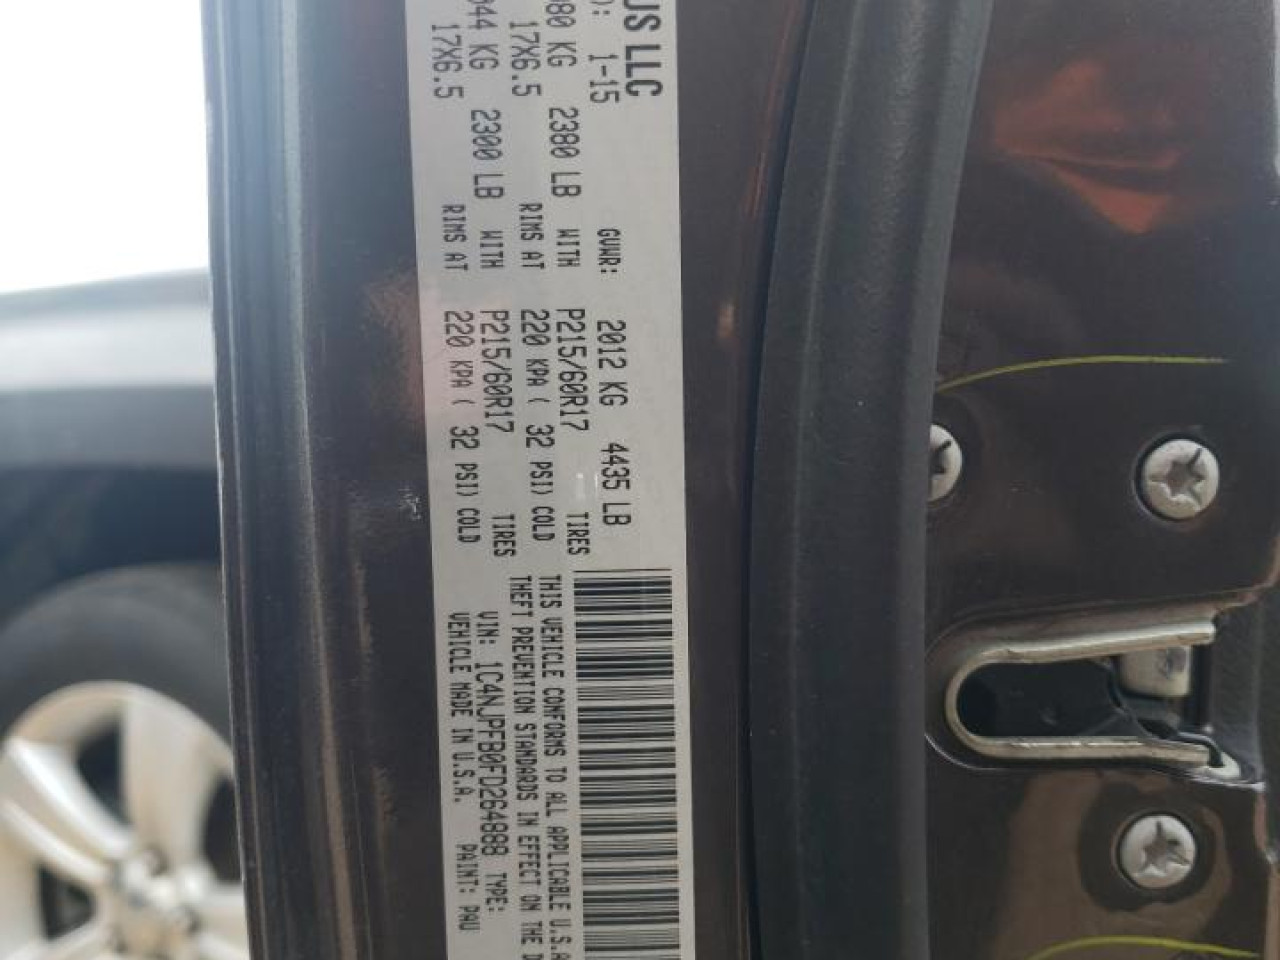 US LLC
): 1-15 GVWR: 2012 KG 4435 LB
080 KG 2380 LB WITH P215/60R17 TIRES
17X6.5 RIMS AT 220 KPA ( 32 PSI) COLD
044 KG 2300 LB WITH P215/60R17 TIRES
17X6.5 RIMS AT 220 KPA ( 32 PSI) COLD
THIS VEHICLE CONFORMS TO ALL APPLICABLE U.S.A
THEFT PREVENTION STANDARDS IN EFFECT ON THE D
VIN: 1C4NJPFB0FD264888 TYPE:
VEHICLE MADE IN U.S.A. PAINT: PAU